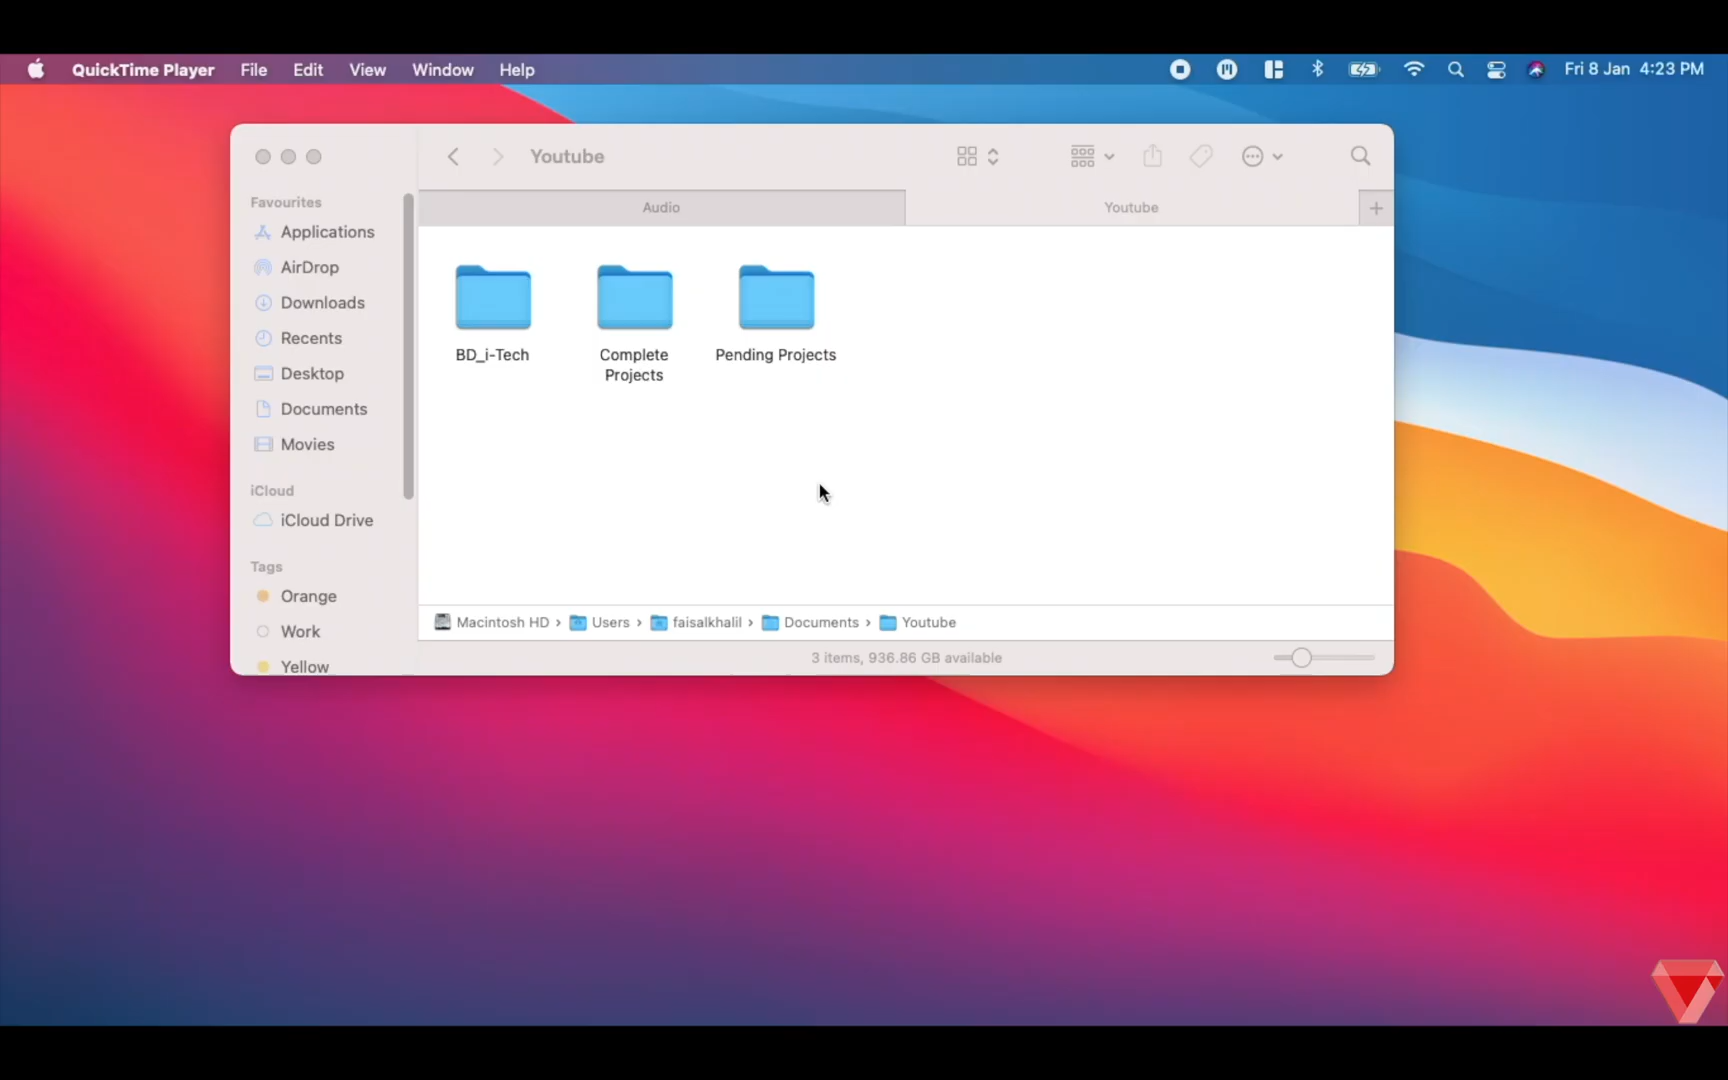 QuickTime Player File Edit View Window Help Fri 8 Jan 4:23 PM
Youtube
Audio Youtube
Favourites
Applications
AirDrop
Downloads
Recents
Desktop
Documents
Movies
iCloud
iCloud Drive
Tags
Orange
Work
Yellow
BD_i-Tech
Complete
Projects
Pending Projects
Macintosh HD › Users › faisalkhalil › Documents › Youtube
3 items, 936.86 GB available